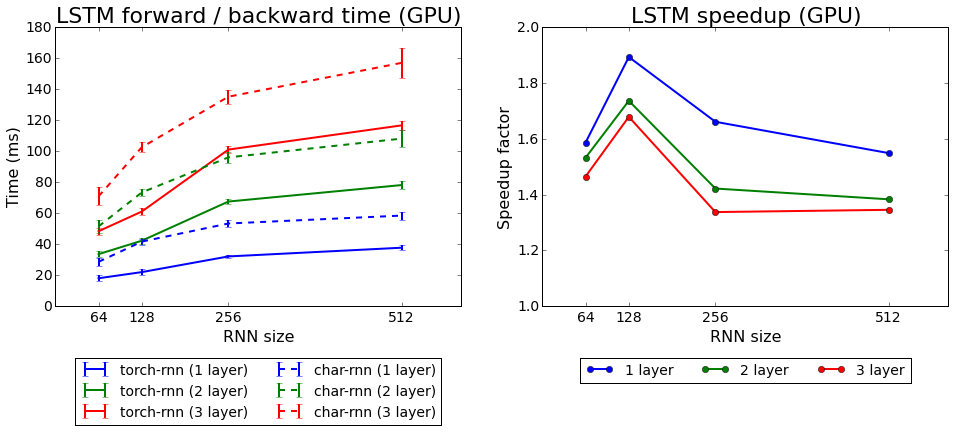 LSTM forward / backward time (GPU)
180
160
140
120
100
80
60
40
20
0
Time (ms)
64 128 256 512
RNN size
torch-rnn (1 layer) char-rnn (1 layer)
torch-rnn (2 layer) char-rnn (2 layer)
torch-rnn (3 layer) char-rnn (3 layer)
LSTM speedup (GPU)
2.0
1.8
1.6
1.4
1.2
1.0
Speedup factor
64 128 256 512
RNN size
1 layer 2 layer 3 layer